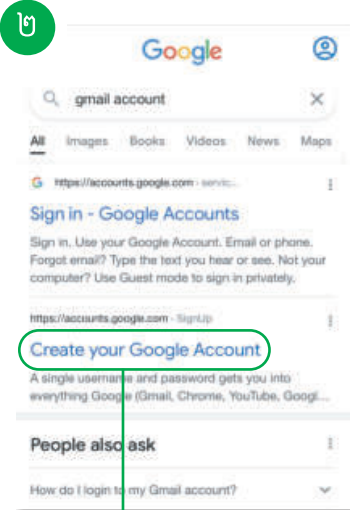 ២
Google
gmail account
All Images Books Videos News Maps
https://accounts.google.com › servic...
Sign in - Google Accounts
Sign in. Use your Google Account. Email or phone.
Forgot email? Type the text you hear or see. Not your
computer? Use Guest mode to sign in privately.
https://accounts.google.com › SignUp
Create your Google Account
A single username and password gets you into
everything Google (Gmail, Chrome, YouTube, Googl...
People also ask
How do I login to my Gmail account?